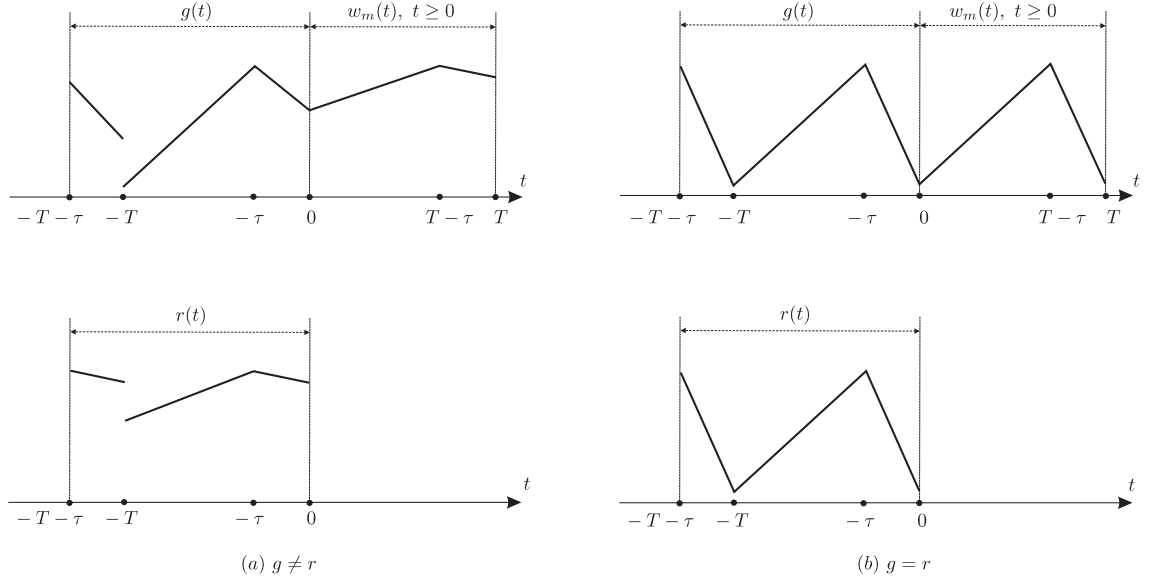 g(t) w_m(t), t ≥ 0
t
− T − τ − T − τ 0 T − τ T
r(t)
t
− T − τ − T − τ 0
(a) g ≠ r
g(t) w_m(t), t ≥ 0
t
− T − τ − T − τ 0 T − τ T
r(t)
t
− T − τ − T − τ 0
(b) g = r